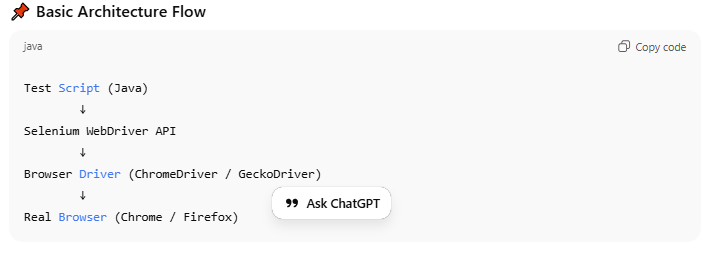 📌 Basic Architecture Flow
java
Copy code
Test Script (Java)
↓
Selenium WebDriver API
↓
Browser Driver (ChromeDriver / GeckoDriver)
↓
Real Browser (Chrome / Firefox)
Ask ChatGPT